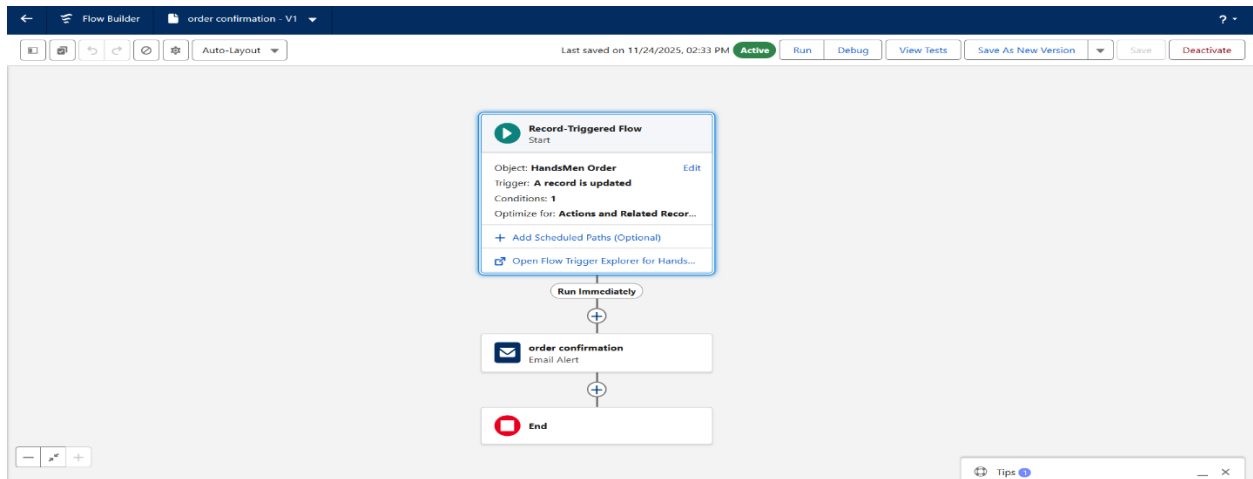 Flow Builder
order confirmation - V1
?
Auto-Layout
Last saved on 11/24/2025, 02:33 PM
Active
Run
Debug
View Tests
Save As New Version
Save
Deactivate
Record-Triggered Flow
Start
Object: HandsMen Order
Edit
Trigger: A record is updated
Conditions: 1
Optimize for: Actions and Related Recor...
+ Add Scheduled Paths (Optional)
Open Flow Trigger Explorer for Hands...
Run Immediately
order confirmation
Email Alert
End
Tips 1